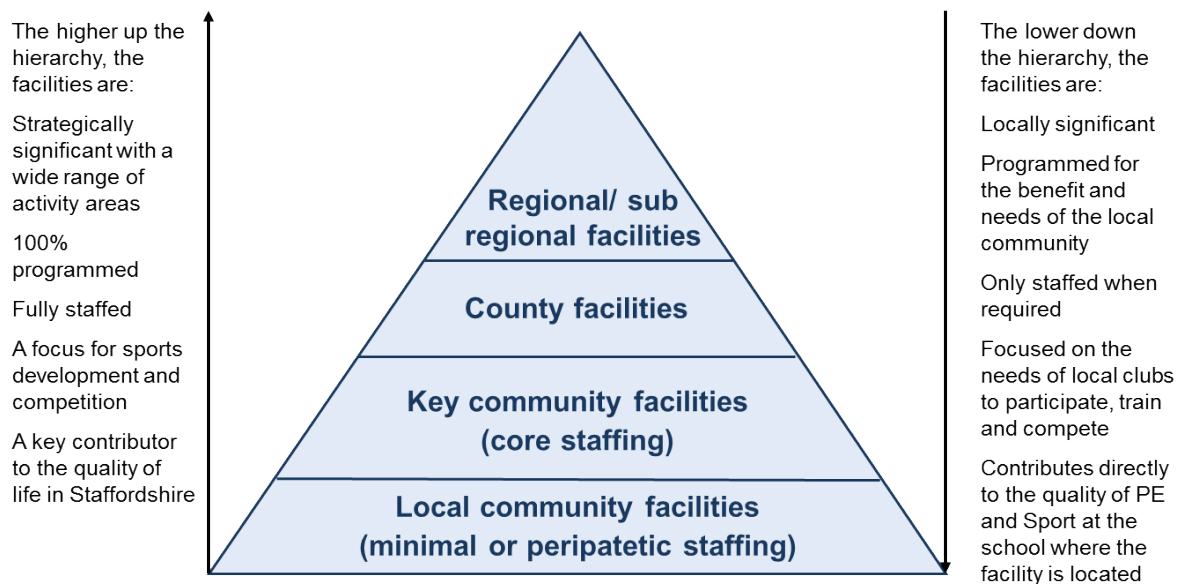 The higher up the
hierarchy, the
facilities are:
Strategically
significant with a
wide range of
activity areas
100%
programmed
Fully staffed
A focus for sports
development and
competition
A key contributor
to the quality of
life in Staffordshire
Regional/ sub
regional facilities
County facilities
Key community facilities
(core staffing)
Local community facilities
(minimal or peripatetic staffing)
The lower down
the hierarchy, the
facilities are:
Locally significant
Programmed for
the benefit and
needs of the local
community
Only staffed when
required
Focused on the
needs of local clubs
to participate, train
and compete
Contributes directly
to the quality of PE
and Sport at the
school where the
facility is located